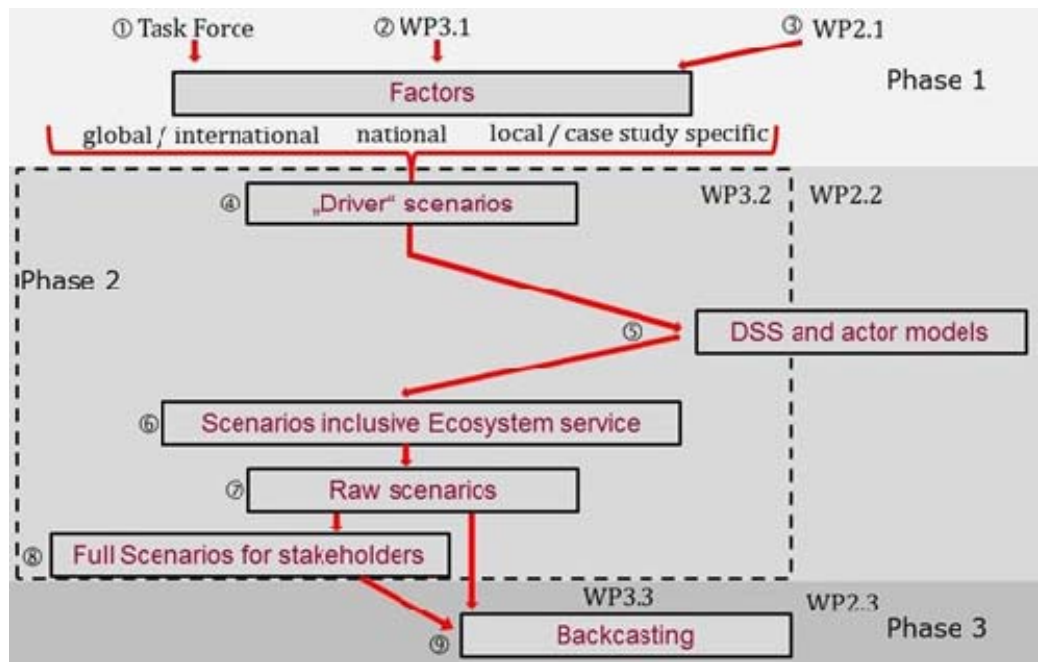 ① Task Force
② WP3.1
③ WP2.1
Phase 1
Factors
global / international national local / case study specific
④ „Driver“ scenarios
WP3.2
WP2.2
Phase 2
⑤ DSS and actor models
⑥ Scenarios inclusive Ecosystem service
⑦ Raw scenarios
⑧ Full Scenarios for stakeholders
WP3.3
WP2.3
⑨ Backcasting
Phase 3